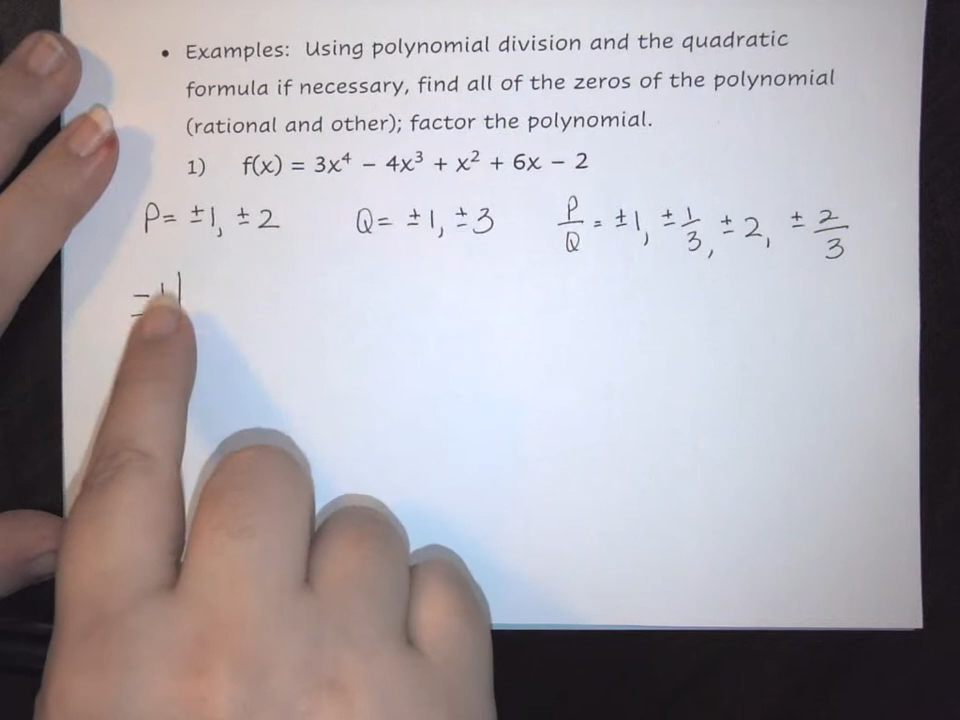 • Examples: Using polynomial division and the quadratic
formula if necessary, find all of the zeros of the polynomial
(rational and other); factor the polynomial.
1) f(x) = 3x⁴ − 4x³ + x² + 6x − 2
P= ±1, ±2 Q= ±1, ±3 P/Q = ±1, ±1/3, ±2, ±2/3